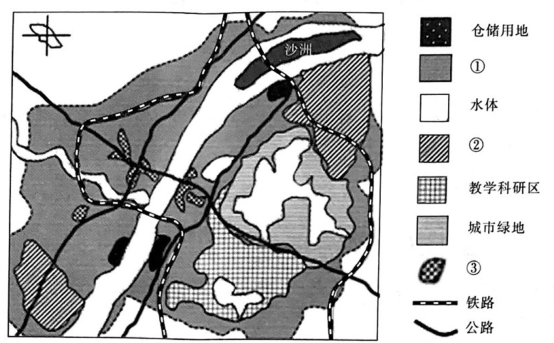 沙洲
仓储用地
①
水体
②
教学科研区
城市绿地
③
铁路
公路